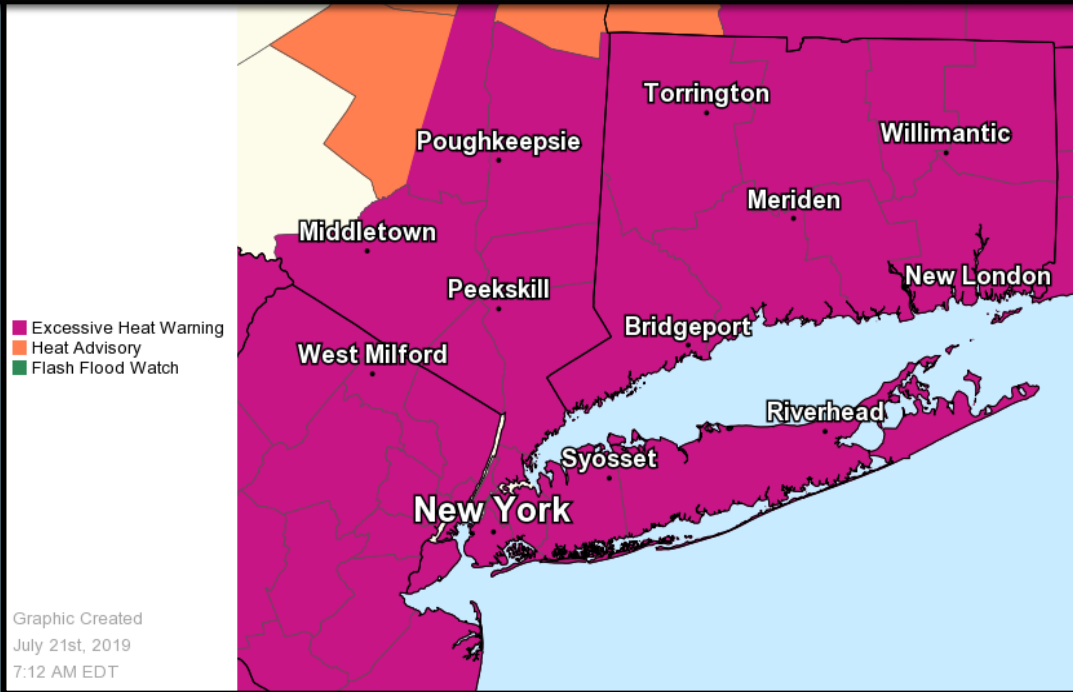 Torrington
Poughkeepsie
Willimantic
Meriden
Middletown
Peekskill
New London
Excessive Heat Warning
Heat Advisory
Flash Flood Watch
Bridgeport
West Milford
Riverhead
Syosset
New York
Graphic Created
July 21st, 2019
7:12 AM EDT